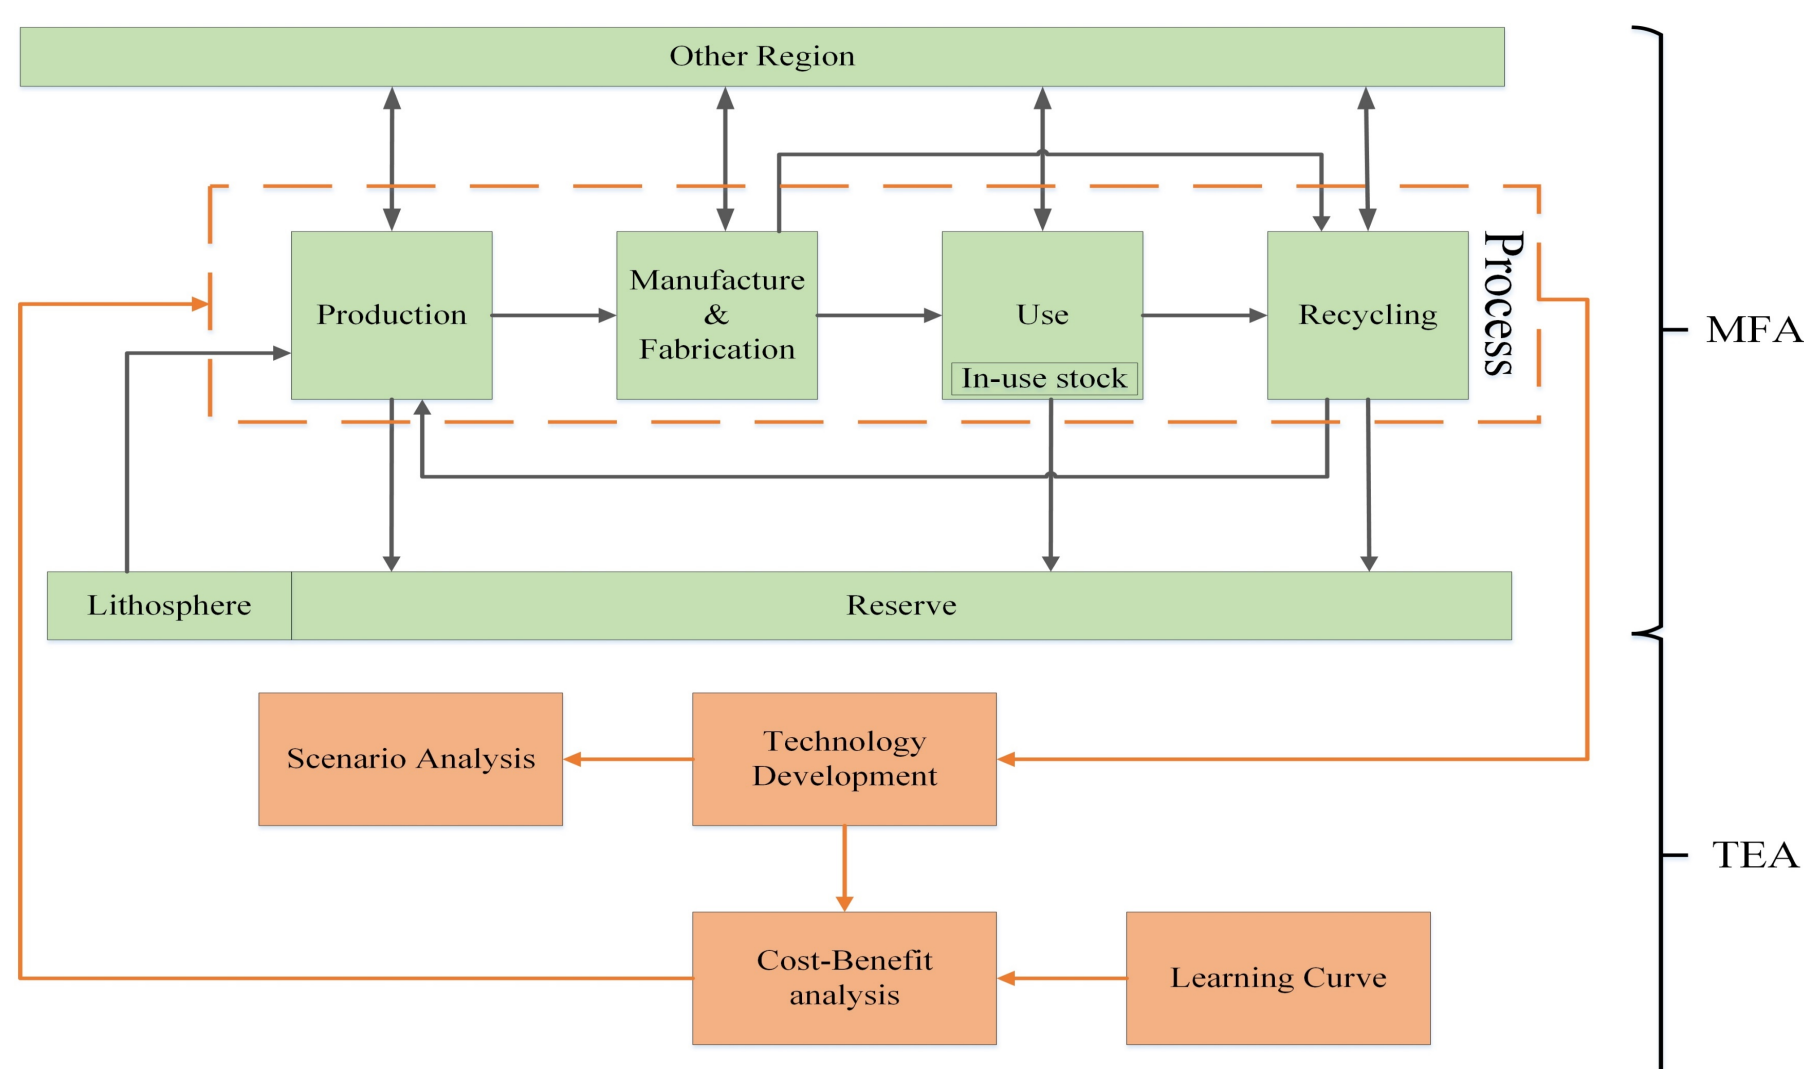 Other Region
Production
Manufacture
&
Fabrication
Use
In-use stock
Recycling
Process
MFA
Lithosphere
Reserve
Scenario Analysis
Technology
Development
TEA
Cost-Benefit
analysis
Learning Curve